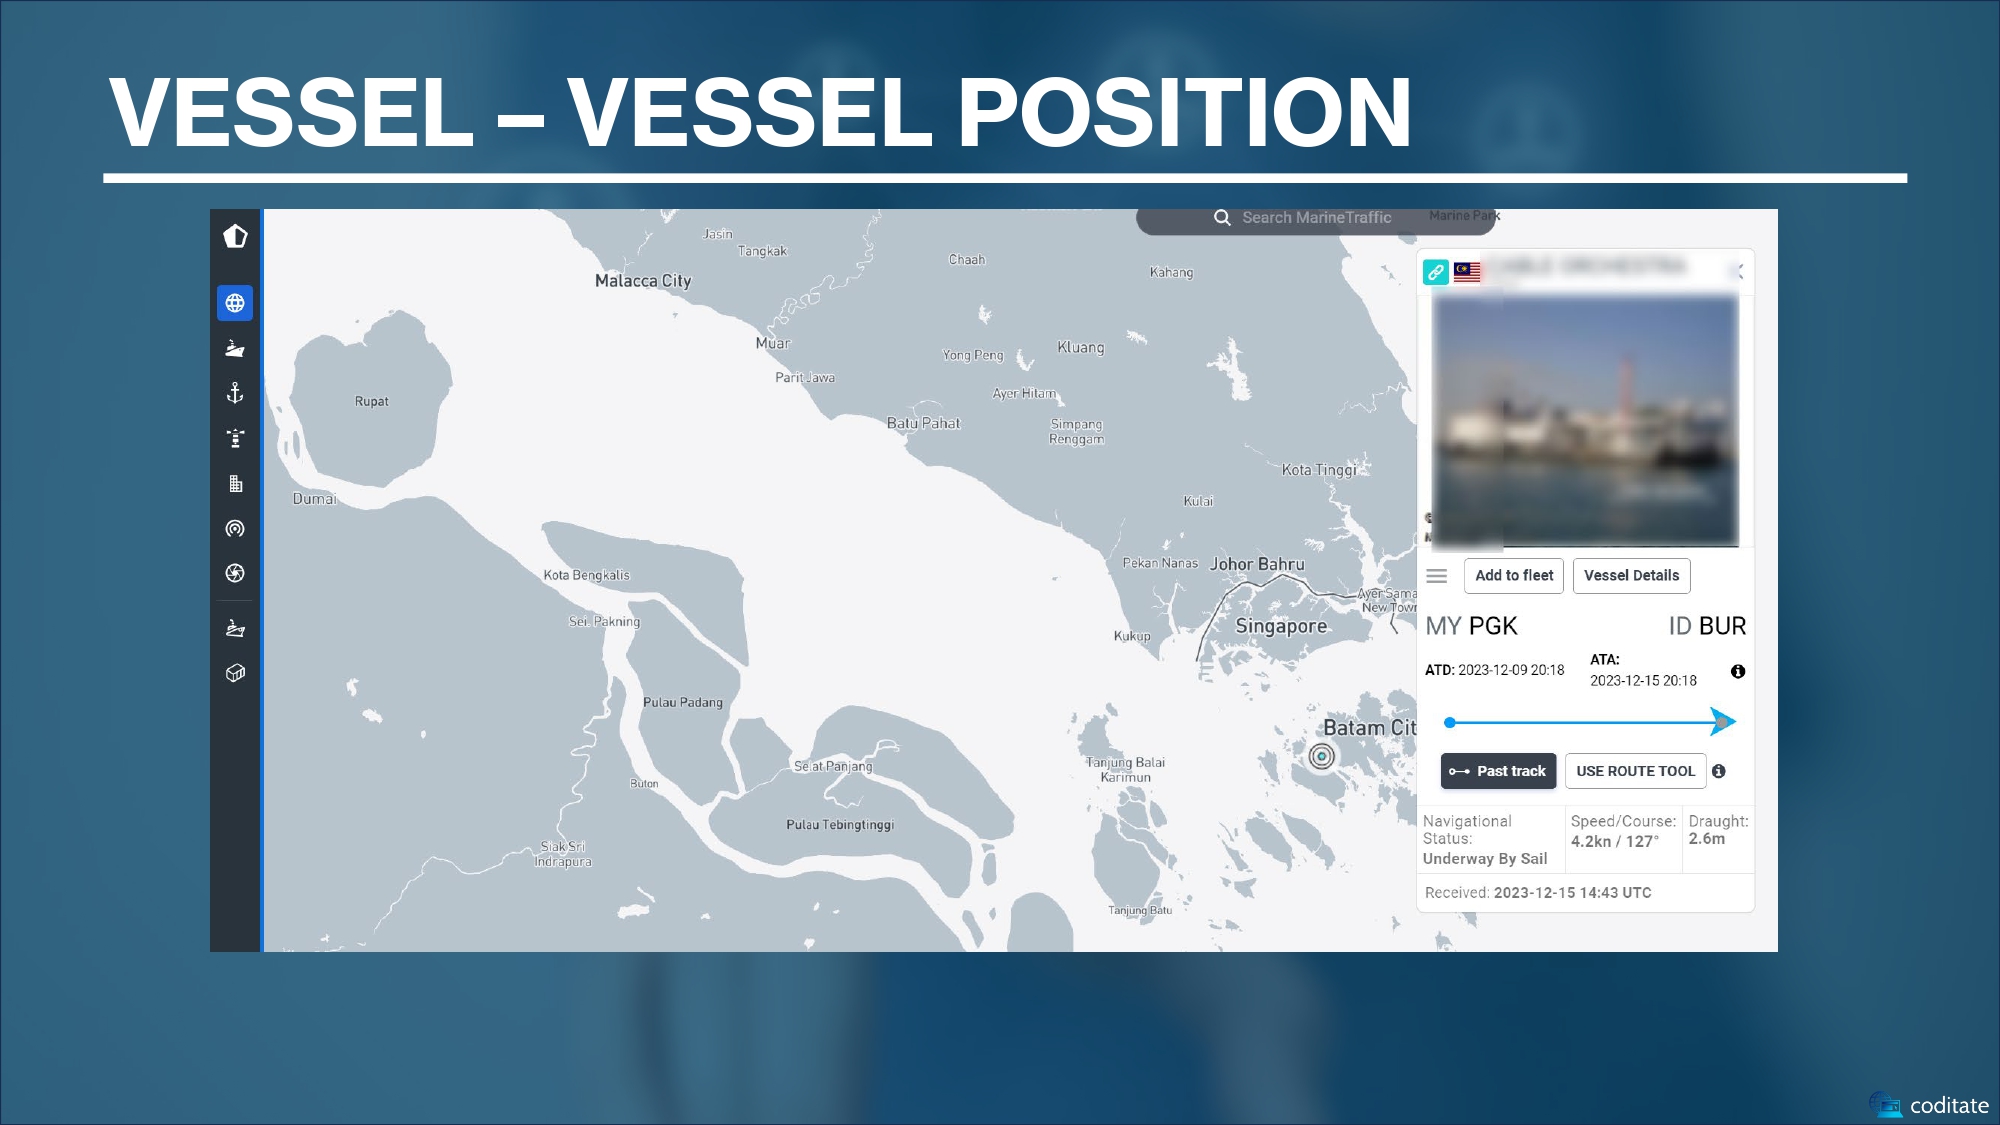 VESSEL – VESSEL POSITION
Search MarineTraffic
Marine Park
Jasin
Tangkak
Malacca City
Chaah
Kahang
Muar
Yong Peng
Kluang
Parit Jawa
Ayer Hitam
Rupat
Batu Pahat
Simpang
Renggam
Kota Tinggi
Dumai
Kulai
Pekan Nanas
Johor Bahru
Kota Bengkalis
Ayer Sama
New Town
Sei. Pakning
Singapore
Kukup
Pulau Padang
Batam Cit
Selat Panjang
Tanjung Balai
Karimun
Buton
Pulau Tebingtinggi
Siak Sri
Indrapura
Tanjung Batu
Add to fleet
Vessel Details
MY PGK
ID BUR
ATD: 2023-12-09 20:18
ATA:
2023-12-15 20:18
Past track
USE ROUTE TOOL
Navigational
Status:
Underway By Sail
Speed/Course:
4.2kn / 127°
Draught:
2.6m
Received: 2023-12-15 14:43 UTC
coditate